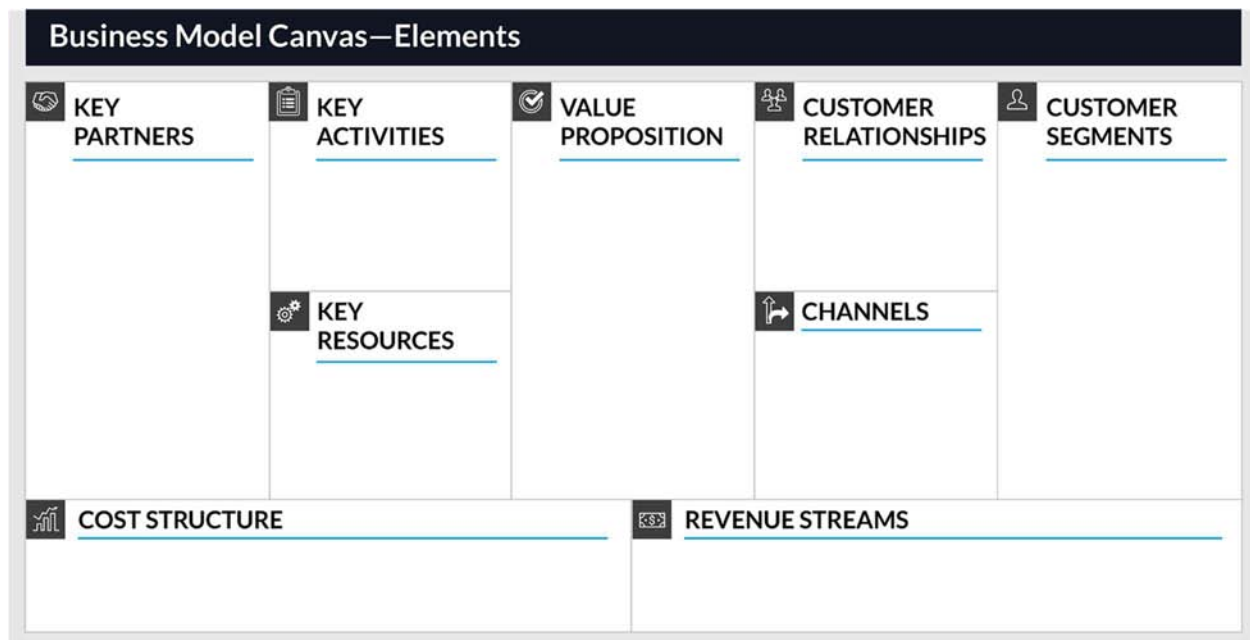 Business Model Canvas—Elements
KEY
PARTNERS
KEY
ACTIVITIES
KEY
RESOURCES
VALUE
PROPOSITION
CUSTOMER
RELATIONSHIPS
CHANNELS
CUSTOMER
SEGMENTS
COST STRUCTURE
REVENUE STREAMS